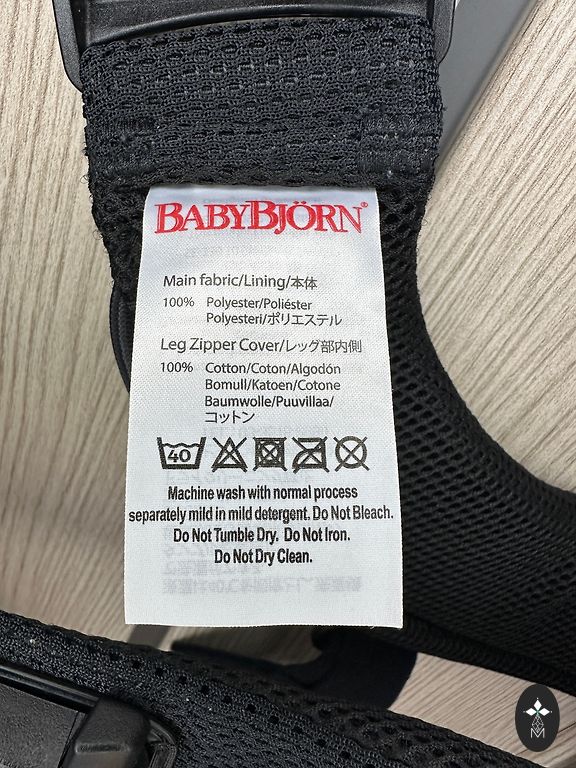 BABYBJÖRN®
Main fabric/Lining/本体
100% Polyester/Poliéster
Polyesteri/ポリエステル
Leg Zipper Cover/レッグ部内側
100% Cotton/Coton/Algodón
Bomull/Katoen/Cotone
Baumwolle/Puuvillaa/
コットン
40
Machine wash with normal process
separately mild in mild detergent. Do Not Bleach.
Do Not Tumble Dry. Do Not Iron.
Do Not Dry Clean.
M